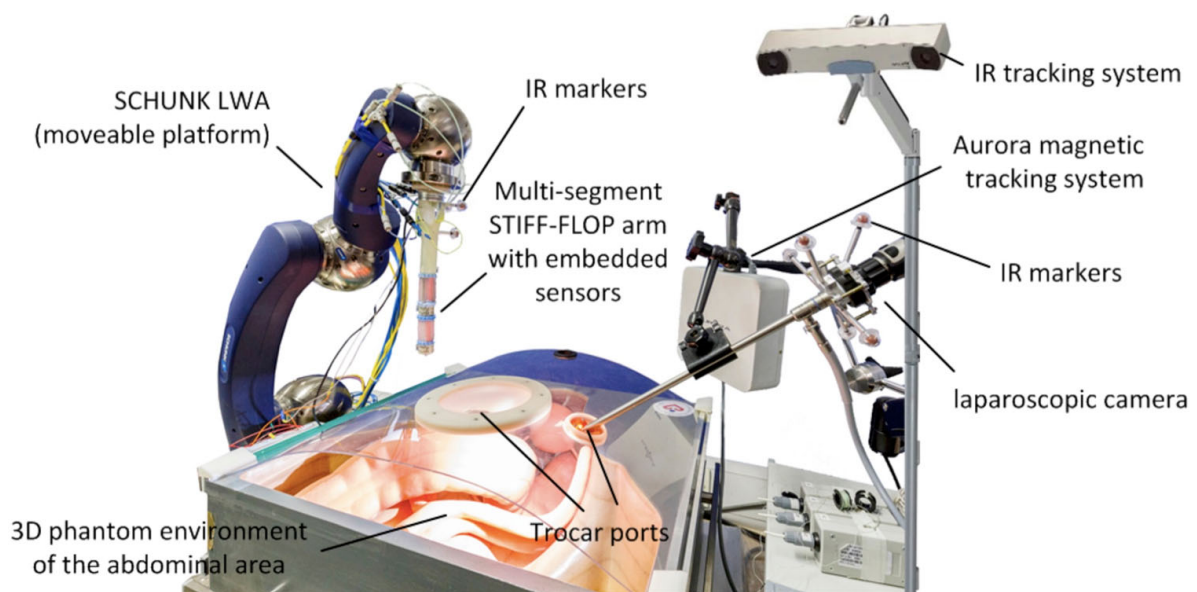 SCHUNK LWA
(moveable platform)
IR markers
Multi-segment
STIFF-FLOP arm
with embedded
sensors
IR tracking system
Aurora magnetic
tracking system
IR markers
laparoscopic camera
Trocar ports
3D phantom environment
of the abdominal area